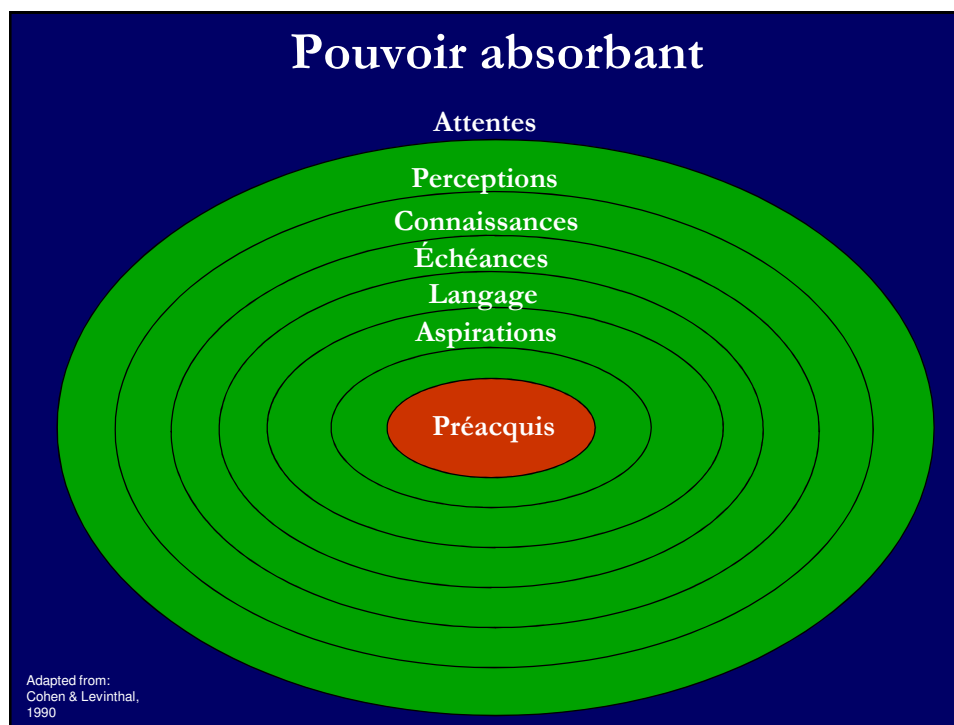 Pouvoir absorbant
Attentes
Perceptions
Connaissances
Échéances
Langage
Aspirations
Préacquis
Adapted from:
Cohen & Levinthal,
1990